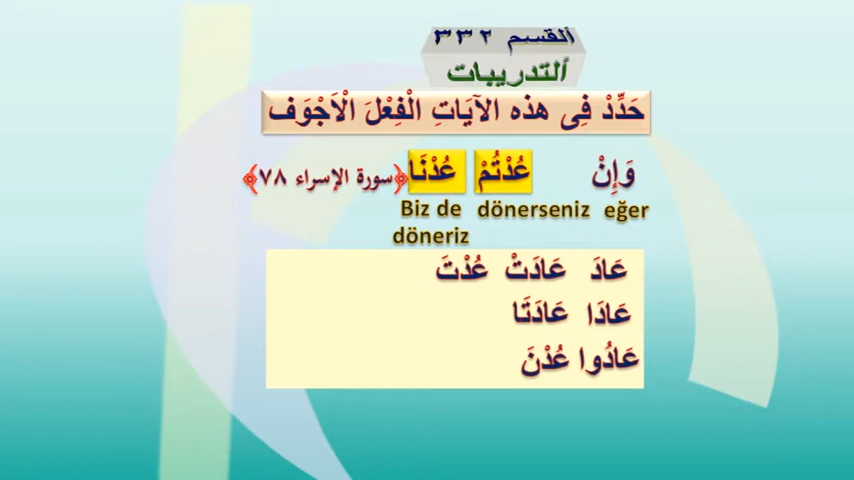 ألقسيم ٣٣٢
ألتدريبات
حَدِّدْ فِى هذه الآيَاتِ الْفِعْلَ الْاَجْوَف
وَإِنْ عُدْتُمْ عُدْنَا ﴿سورة الإسراء ٧٨﴾
eğer dönerseniz Biz de
döneriz
عَادَ عَادَتْ عُدْتَ
عَادَا عَادَتَا
عَادُوا عُدْنَ